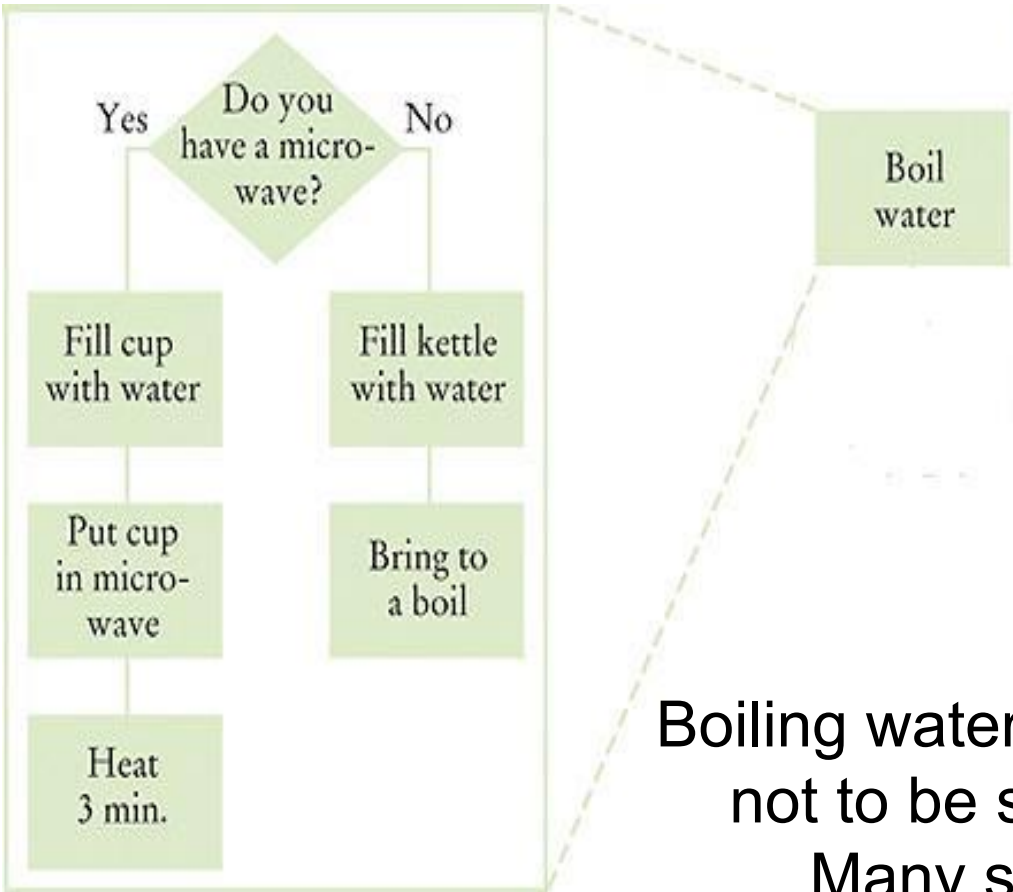 Do you
have a micro-
wave?
Yes
No
Fill cup
with water
Put cup
in micro-
wave
Heat
3 min.
Fill kettle
with water
Bring to
a boil
Boil
water
Boiling water
not to be s
Many s